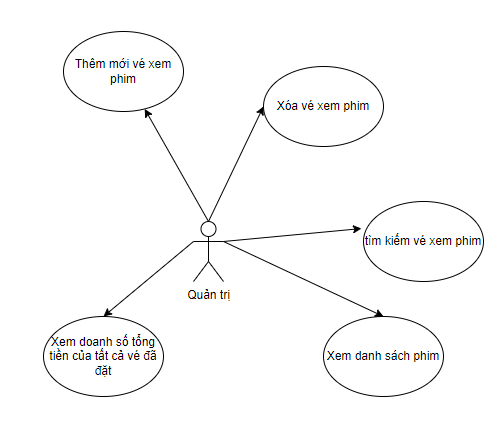 Thêm mới vé xem
phim
Xóa vé xem phim
tìm kiếm vé xem phim
Quản trị
Xem doanh số tổng
tiền của tất cả vé đã
đặt
Xem danh sách phim